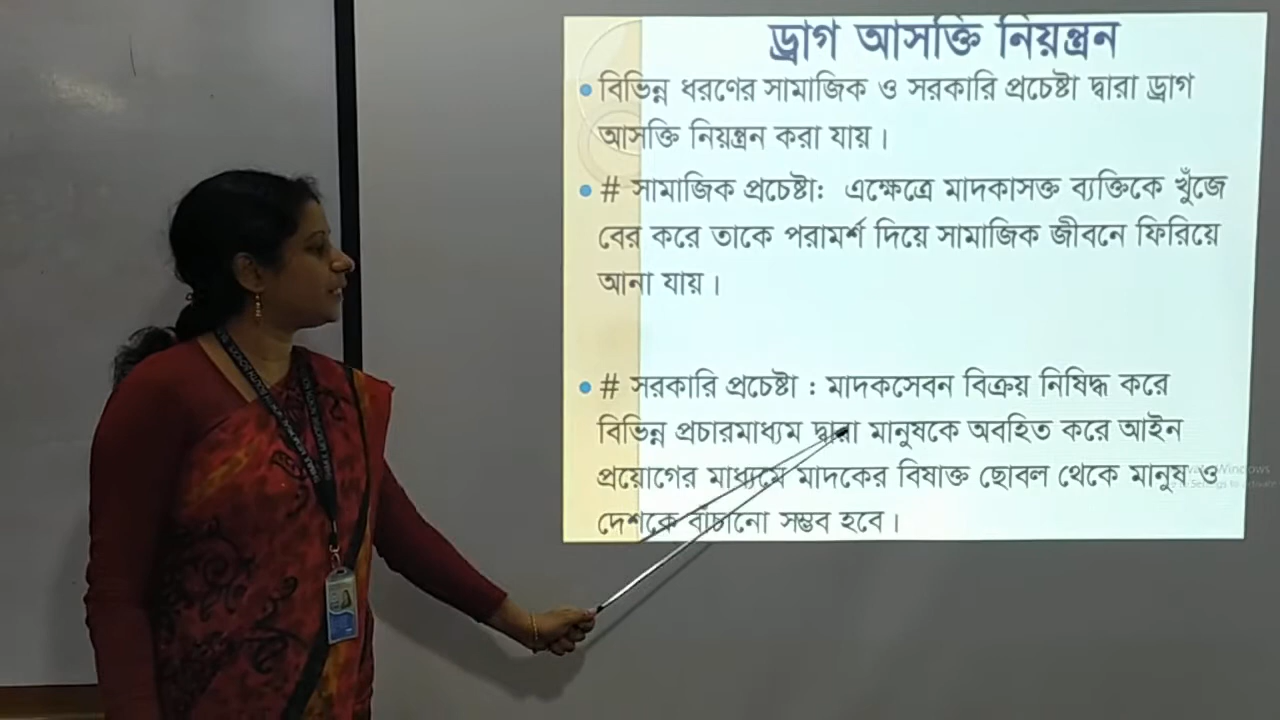 ড্রাগ আসক্তি নিয়ন্ত্রন
• বিভিন্ন ধরণের সামাজিক ও সরকারি প্রচেষ্টা দ্বারা ড্রাগ
আসক্তি নিয়ন্ত্রন করা যায়।
• # সামাজিক প্রচেষ্টা: এক্ষেত্রে মাদকাসক্ত ব্যক্তিকে খুঁজে
বের করে তাকে পরামর্শ দিয়ে সামাজিক জীবনে ফিরিয়ে
আনা যায়।
• # সরকারি প্রচেষ্টা : মাদকসেবন বিক্রয় নিষিদ্ধ করে
বিভিন্ন প্রচারমাধ্যম দ্বারা মানুষকে অবহিত করে আইন
প্রয়োগের মাধ্যমে মাদকের বিষাক্ত ছোবল থেকে মানুষ ও
দেশকে বাঁচানো সম্ভব হবে।